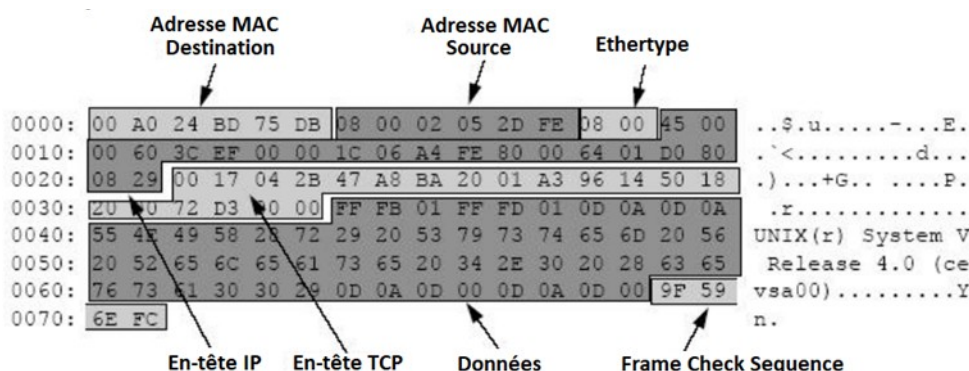 Adresse MAC Destination
Adresse MAC Source
Ethertype
0000: 00 A0 24 BD 75 DB 08 00 02 05 2D FE 08 00 45 00 ..$.u.....-...E.
0010: 00 60 3C EF 00 00 1C 06 A4 FE 80 00 64 01 D0 80 .`<.........d...
0020: 08 29 00 17 04 2B 47 A8 BA 20 01 A3 96 14 50 18 .)...+G.. ....P.
0030: 20 00 72 D3 00 00 FF FB 01 FF FD 01 0D 0A 0D 0A .r..............
0040: 55 4E 49 58 28 72 29 20 53 79 73 74 65 6D 20 56 UNIX(r) System V
0050: 20 52 65 6C 65 61 73 65 20 34 2E 30 20 28 63 65 Release 4.0 (ce
0060: 76 73 61 30 30 29 0D 0A 0D 00 0D 0A 0D 00 9F 59 vsa00).........Y
0070: 6E FC n.
En-tête IP En-tête TCP Données Frame Check Sequence